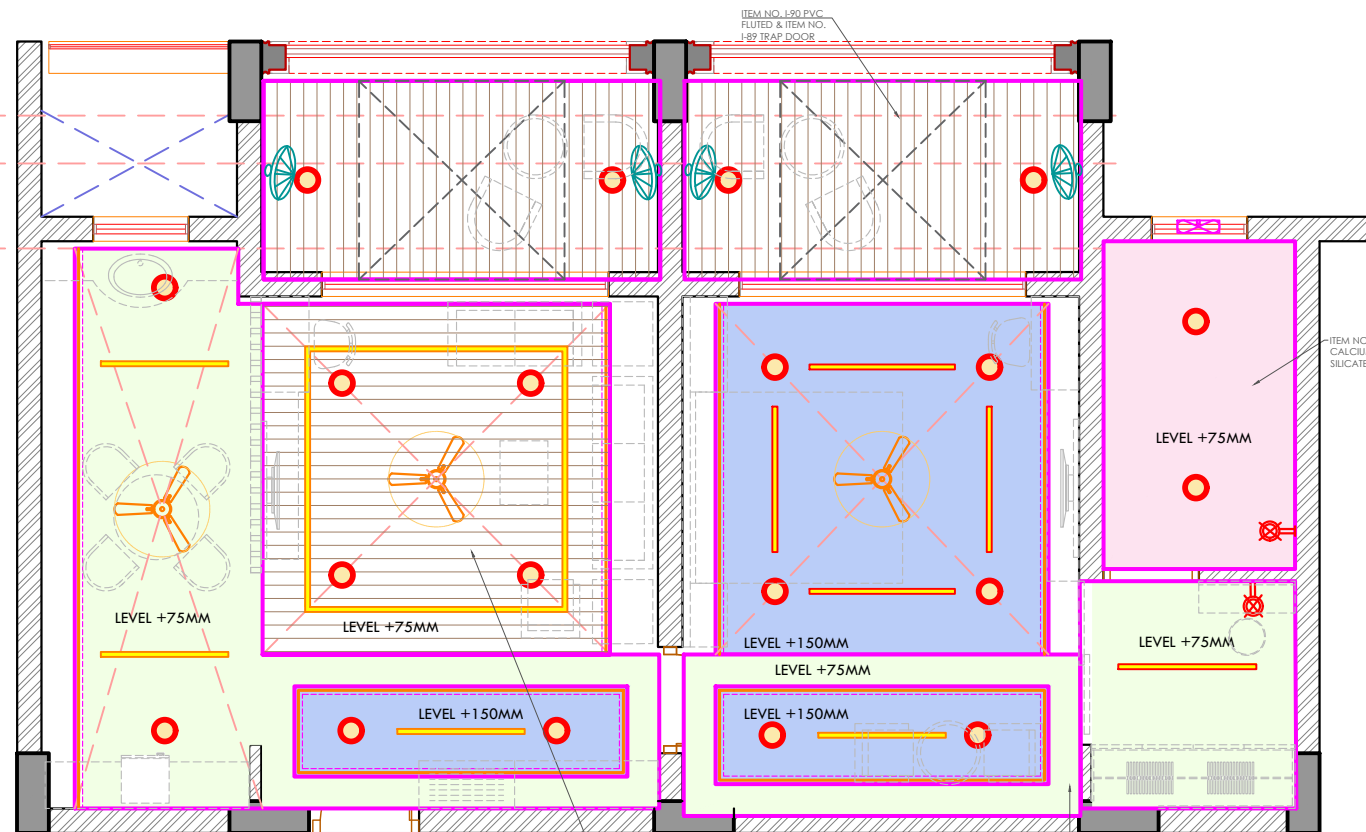 ITEM NO. I-90 PVC
FLUTED & ITEM NO.
I-89 TRAP DOOR
ITEM NO
CALCIU
SILICATE
LEVEL +75MM
LEVEL +75MM
LEVEL +75MM
LEVEL +150MM
LEVEL +75MM
LEVEL +75MM
LEVEL +150MM
LEVEL +150MM